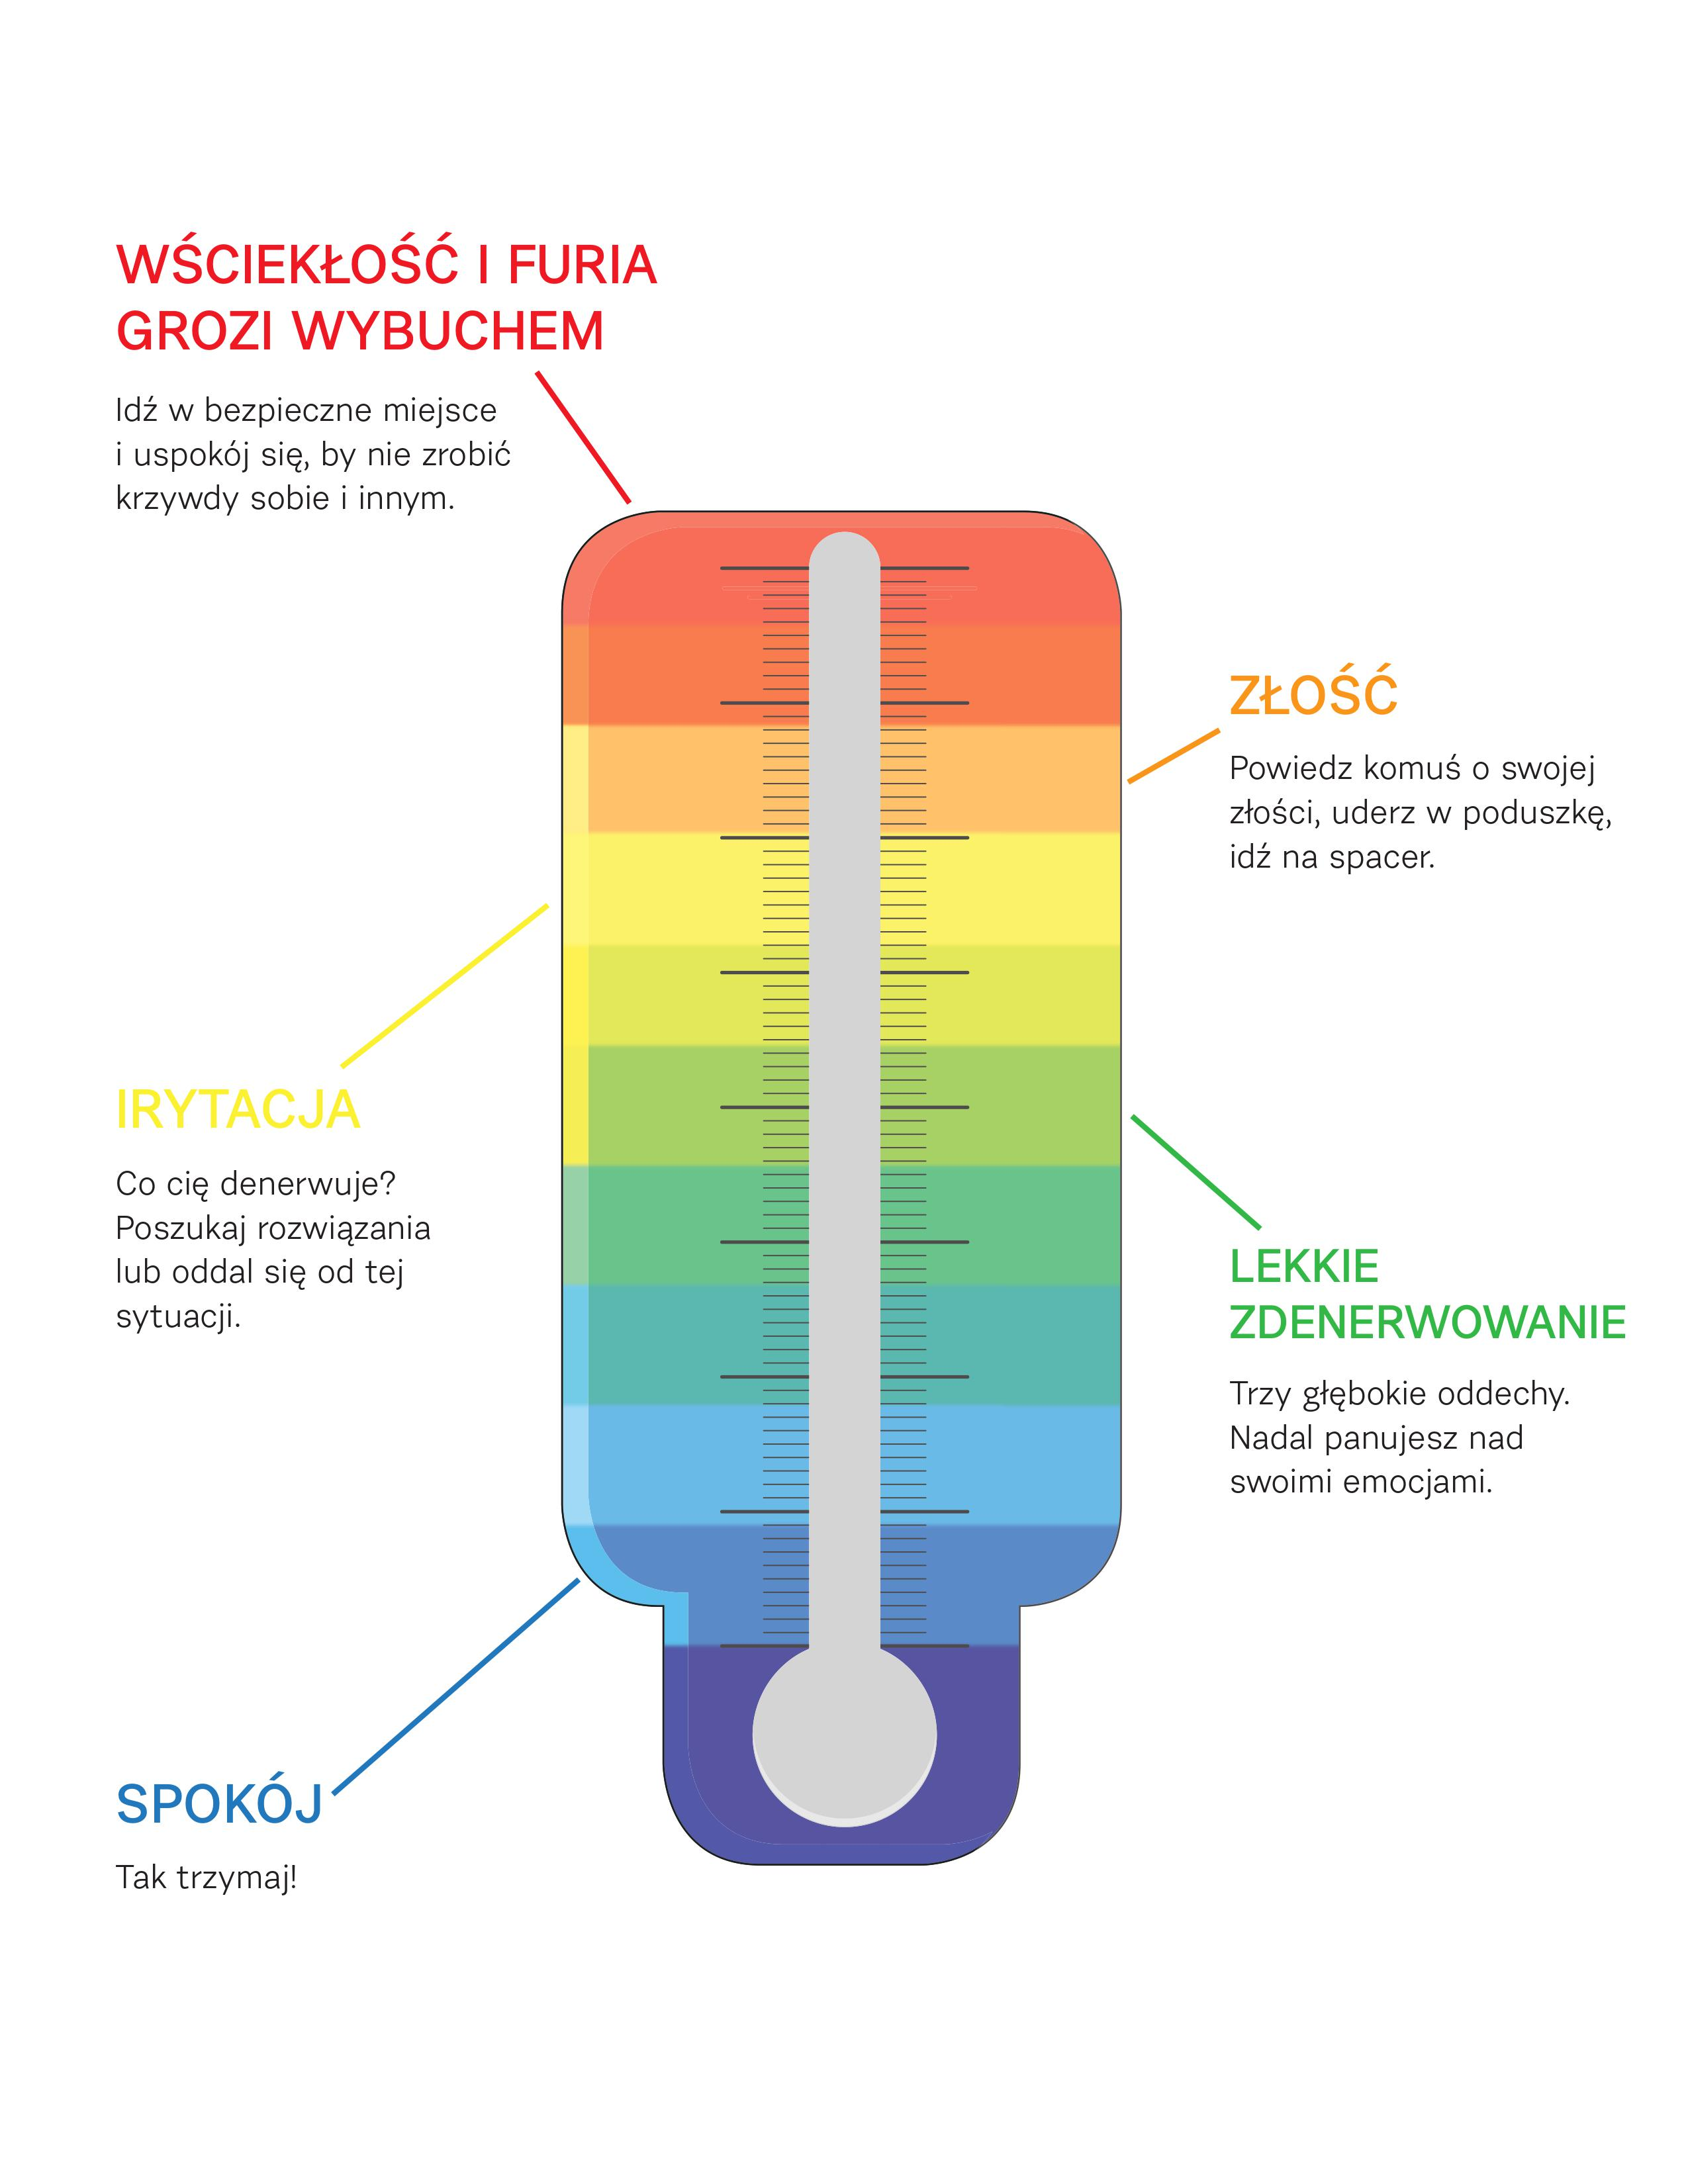 WŚCIEKŁOŚĆ I FURIA
GROZI WYBUCHEM
Idź w bezpieczne miejsce
i uspokój się, by nie zrobić
krzywdy sobie i innym.
ZŁOŚĆ
Powiedz komuś o swojej
złości, uderz w poduszkę,
idź na spacer.
IRYTACJA
Co cię denerwuje?
Poszukaj rozwiązania
lub oddal się od tej
sytuacji.
LEKKIE
ZDENERWOWANIE
Trzy głębokie oddechy.
Nadal panujesz nad
swoimi emocjami.
SPOKÓJ
Tak trzymaj!